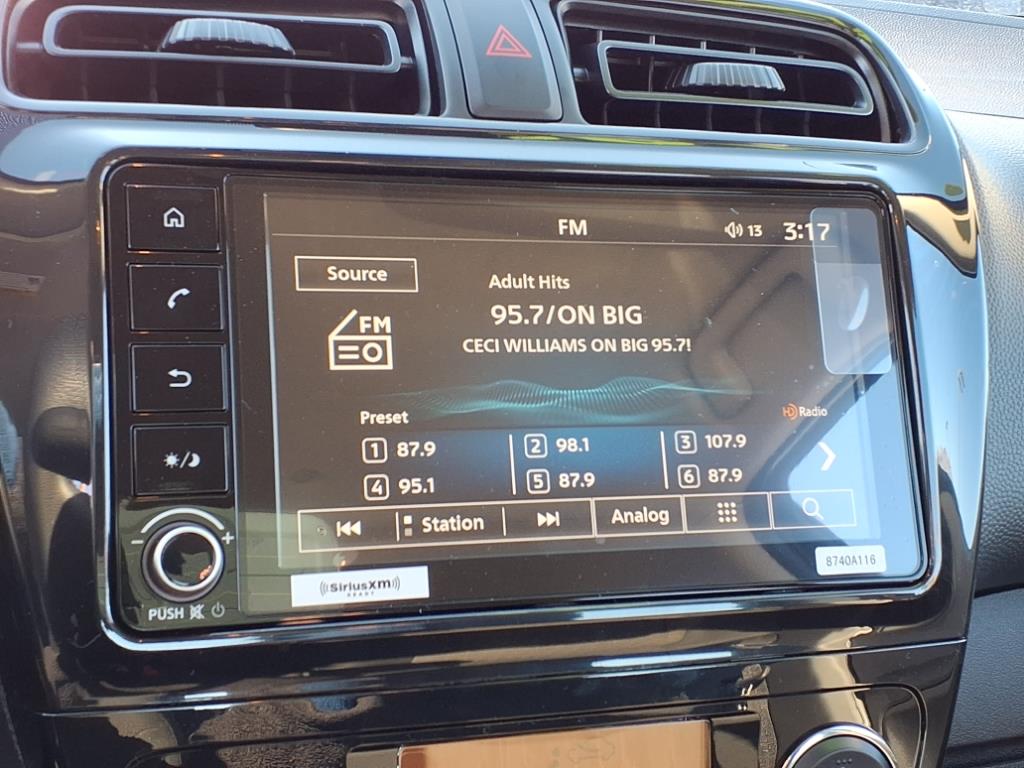 FM 13 3:17
Source
Adult Hits
95.7/ON BIG
CECI WILLIAMS ON BIG 95.7!
FM
HD Radio
Preset
1 87.9 2 98.1 3 107.9
4 95.1 5 87.9 6 87.9
Station Analog
8740A116
((SiriusXM))
READY
- +
PUSH